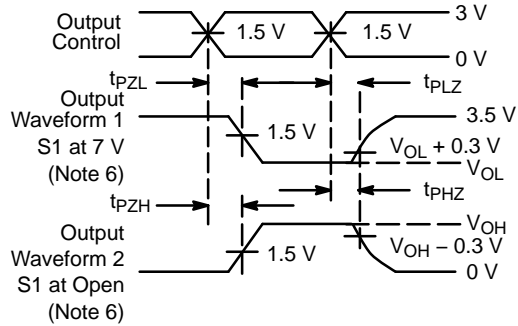 Output
Control
1.5 V
1.5 V
3 V
0 V
tPZL
tPLZ
Output
Waveform 1
S1 at 7 V
(Note 6)
1.5 V
3.5 V
VOL + 0.3 V
VOL
tPZH
tPHZ
Output
Waveform 2
S1 at Open
(Note 6)
1.5 V
VOH
VOH – 0.3 V
0 V